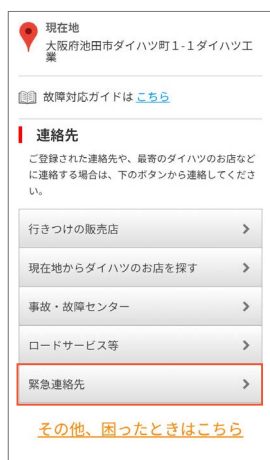 現在地
大阪府池田市ダイハツ町１-１ダイハツ工
業
故障対応ガイドは こちら
連絡先
ご登録された連絡先や、最寄のダイハツのお店など
に連絡する場合は、下のボタンから連絡してくださ
い。
行きつけの販売店
現在地からダイハツのお店を探す
事故・故障センター
ロードサービス等
緊急連絡先
その他、困ったときはこちら